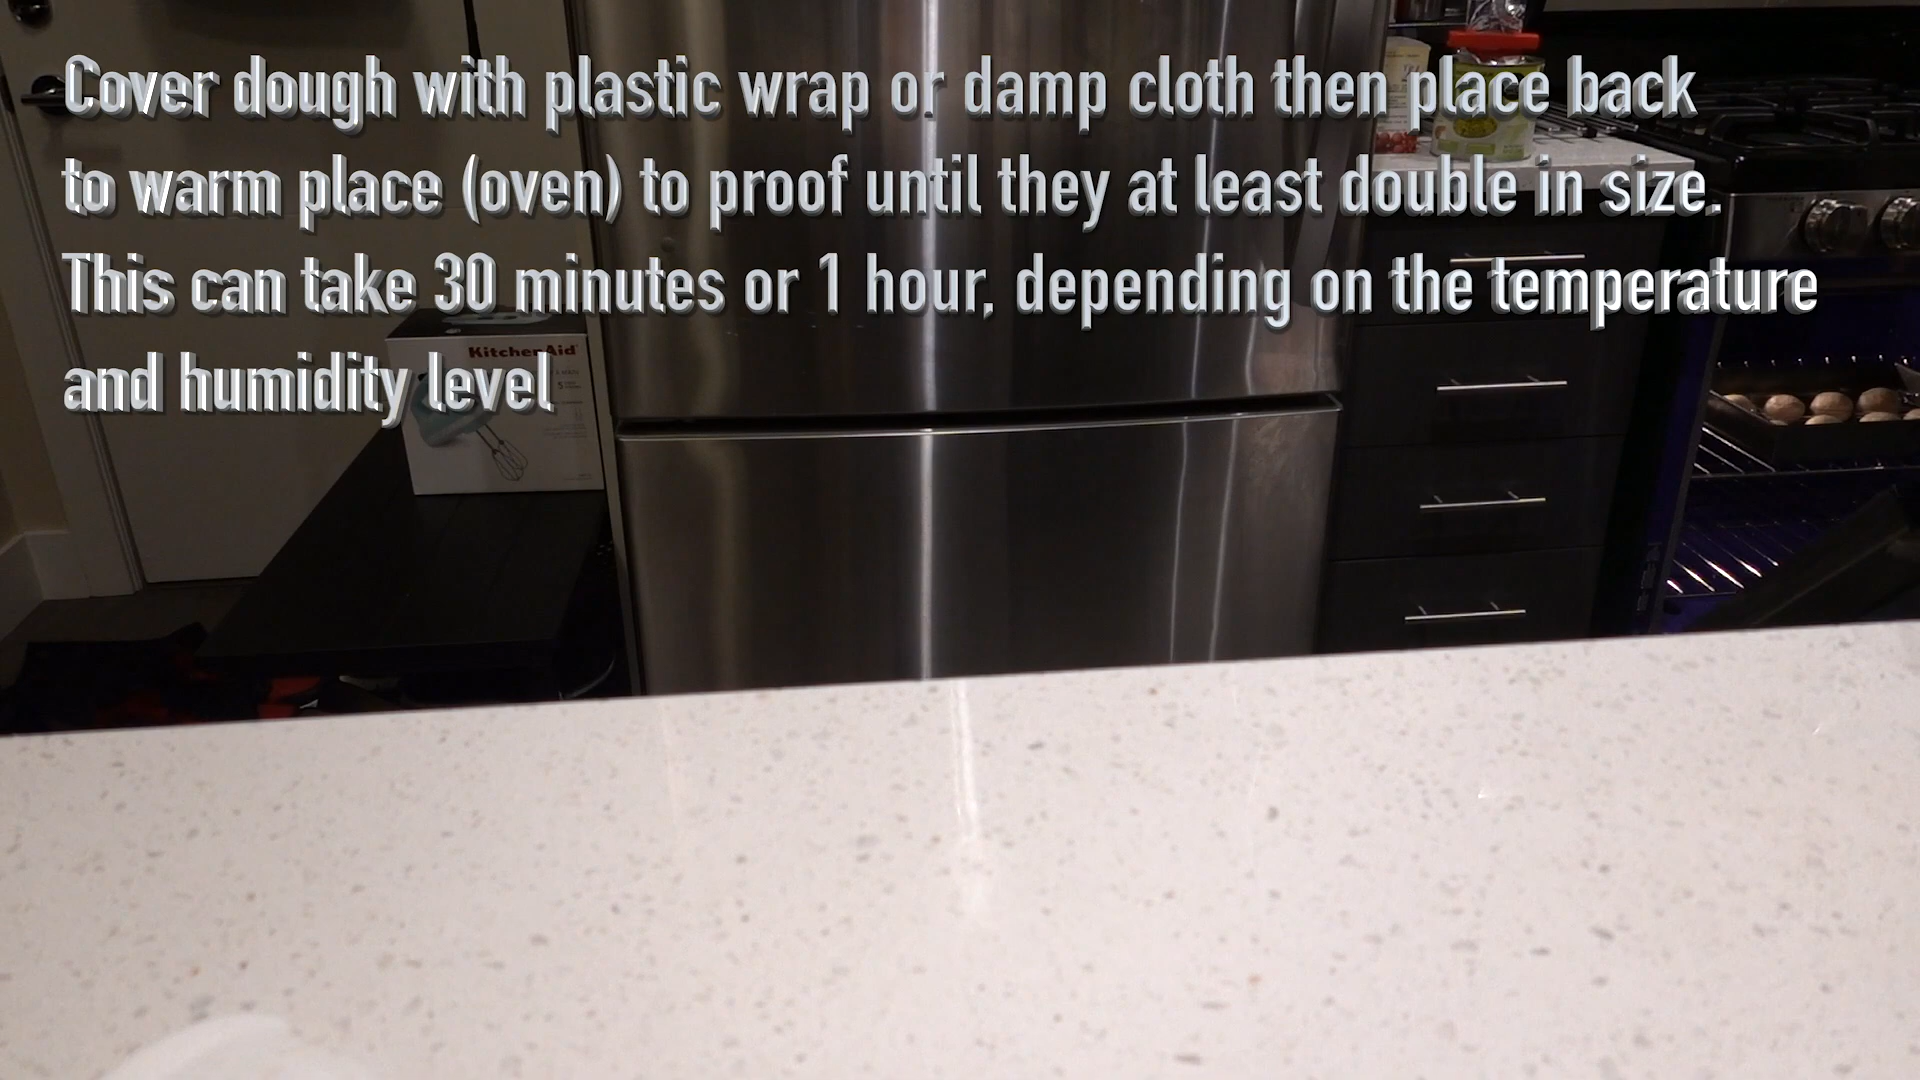 Cover dough with plastic wrap or damp cloth then place back
to warm place (oven) to proof until they at least double in size.
This can take 30 minutes or 1 hour, depending on the temperature
and humidity level
KitchenAid